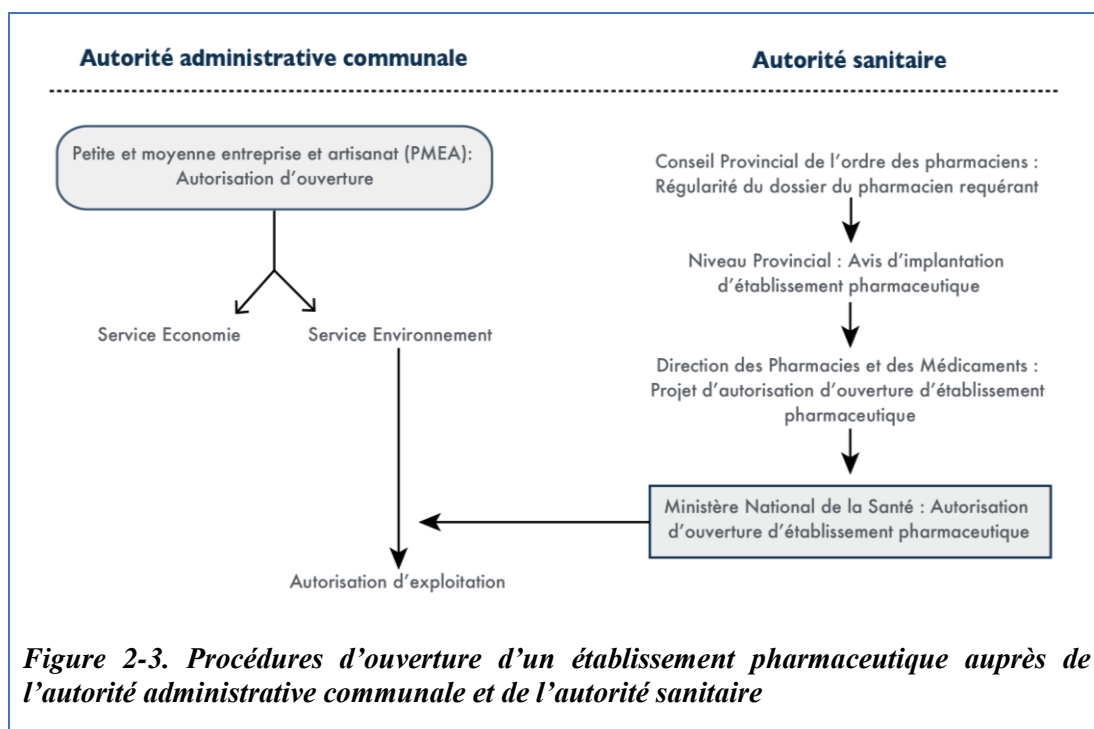 Autorité administrative communale
Autorité sanitaire
Petite et moyenne entreprise et artisanat (PMEA):
Autorisation d'ouverture
Service Economie
Service Environnement
Autorisation d'exploitation
Conseil Provincial de l'ordre des pharmaciens :
Régularité du dossier du pharmacien requérant
Niveau Provincial : Avis d'implantation
d'établissement pharmaceutique
Direction des Pharmacies et des Médicaments :
Projet d'autorisation d'ouverture d'établissement
pharmaceutique
Ministère National de la Santé : Autorisation
d'ouverture d'établissement pharmaceutique
Figure 2-3. Procédures d'ouverture d'un établissement pharmaceutique auprès de
l'autorité administrative communale et de l'autorité sanitaire